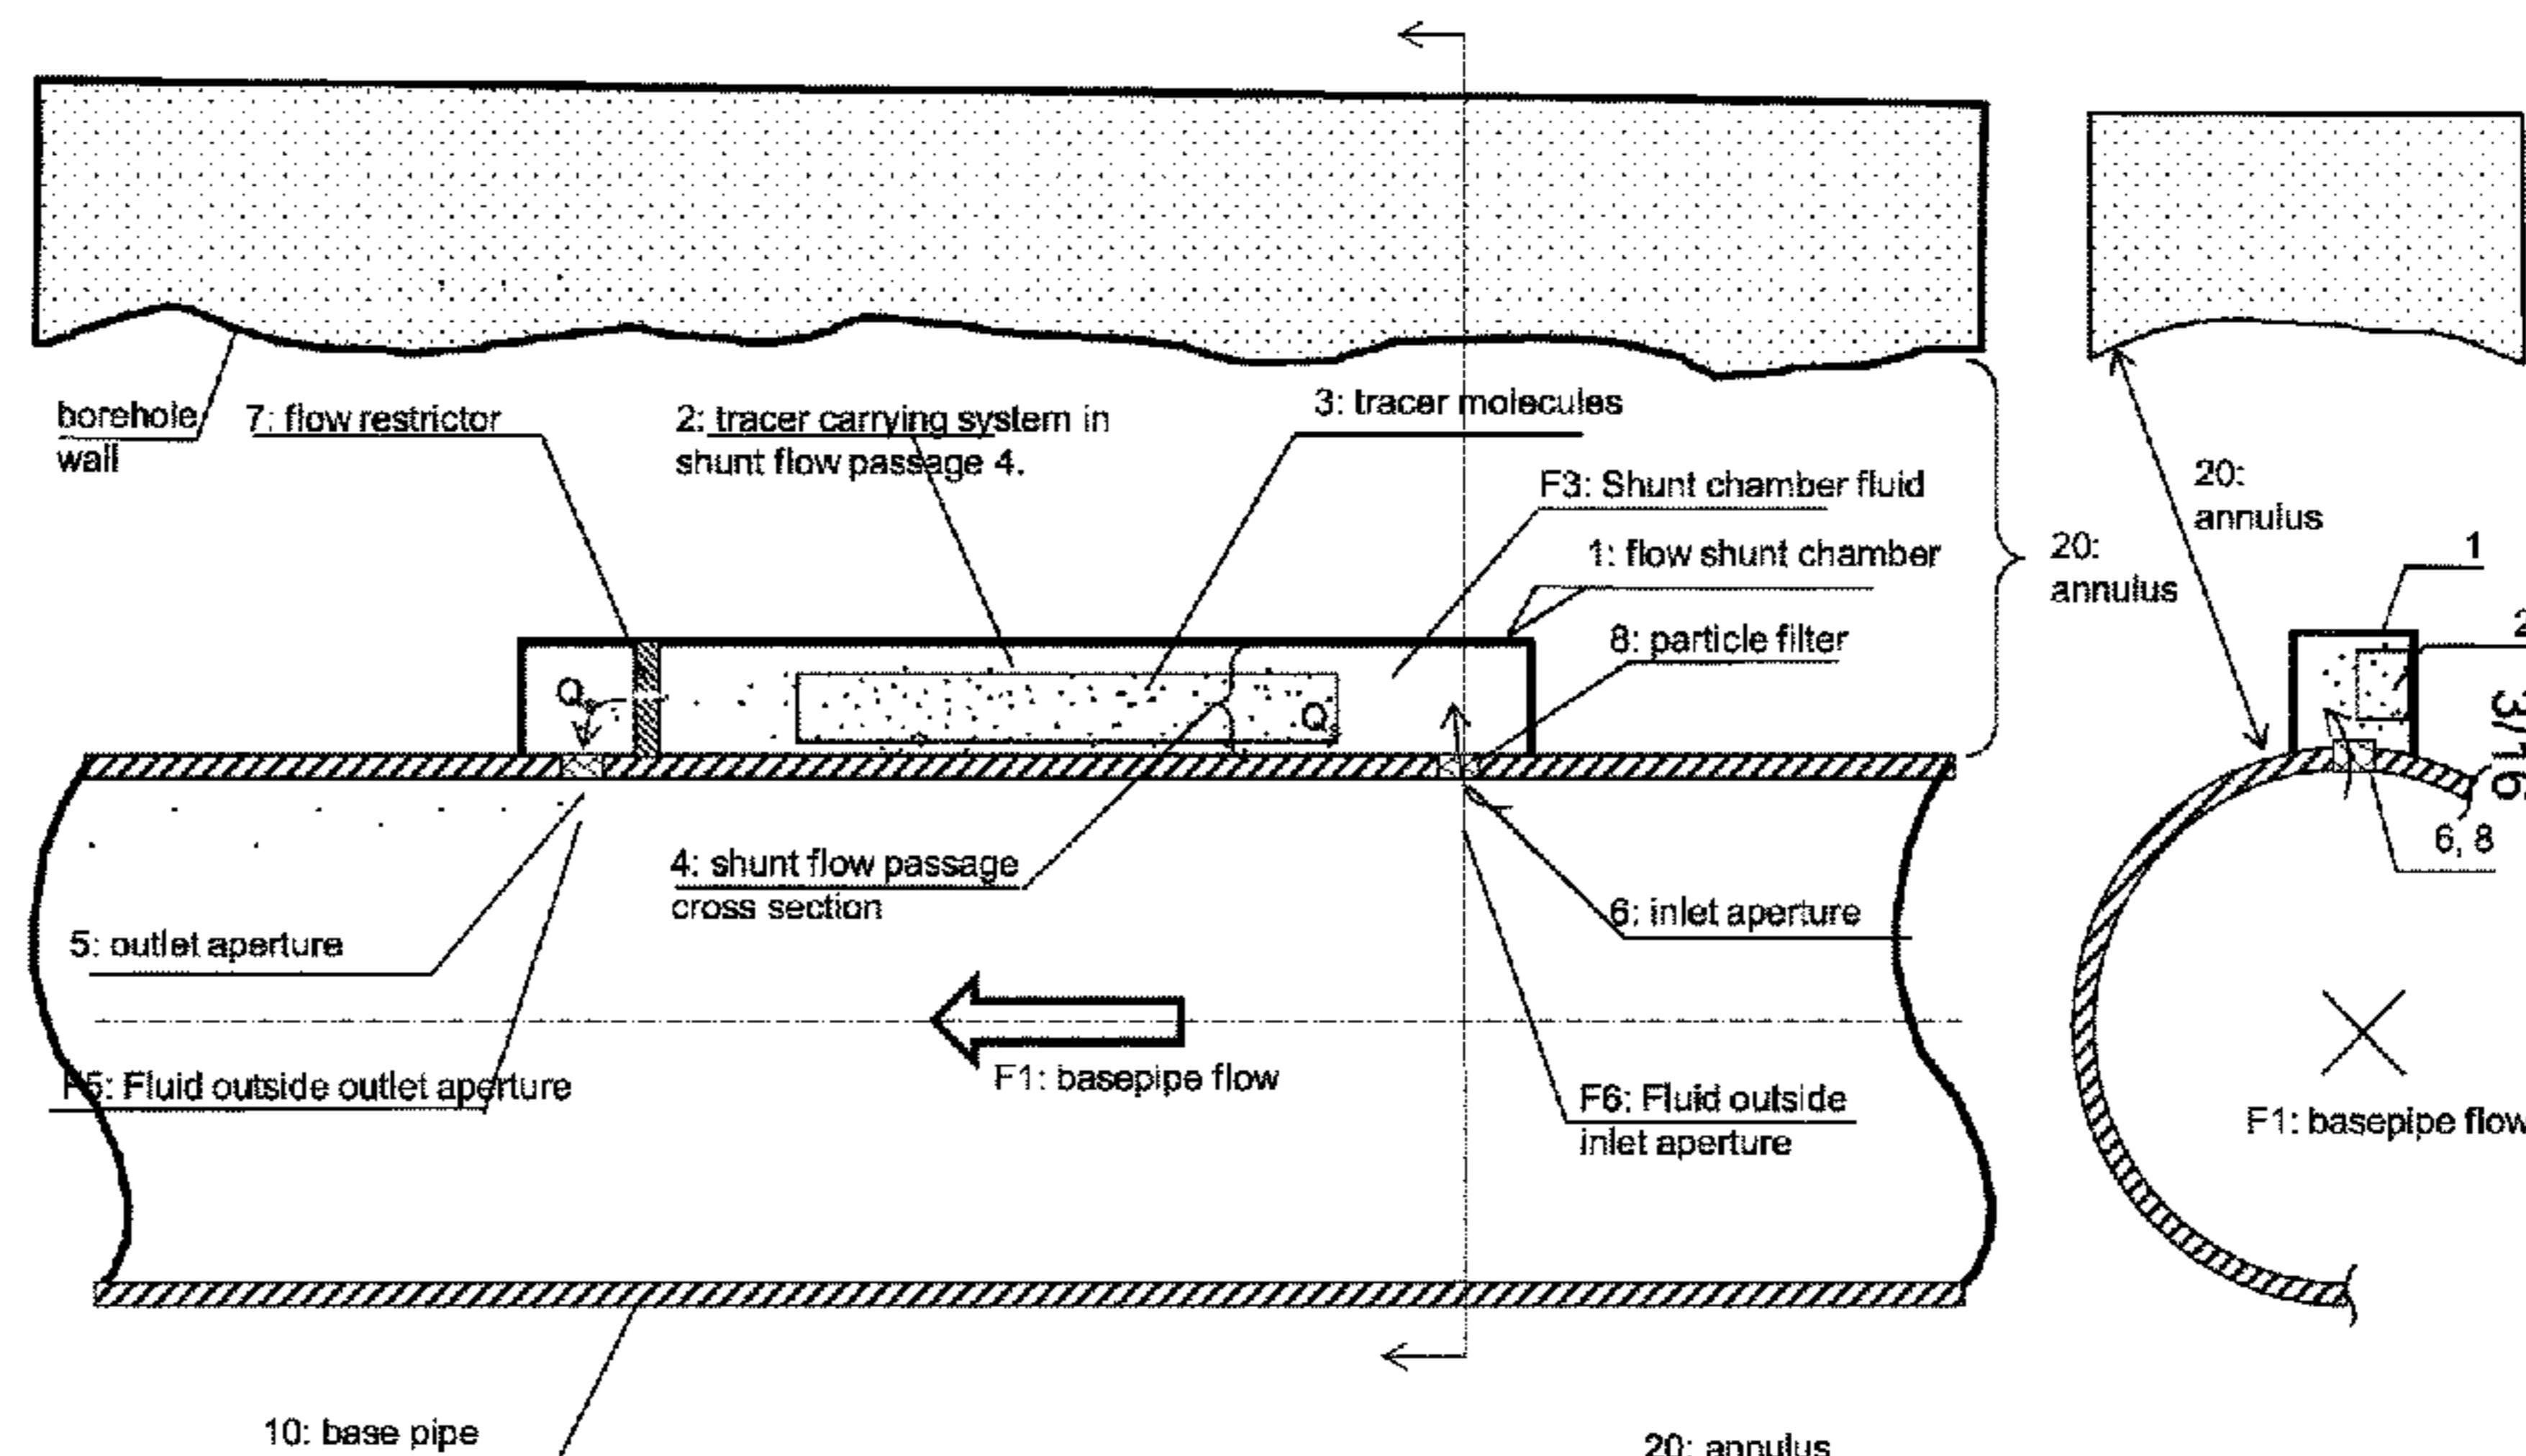 borehole
wall
7: flow restrictor
2: tracer carrying system in
shunt flow passage 4.
3: tracer molecules
F3: Shunt chamber fluid
1: flow shunt chamber
8: particle filter
20:
annulus
20:
annulus
1
2
3/16
6, 8
Q
Q
4: shunt flow passage
cross section
5: outlet aperture
6: inlet aperture
F5: Fluid outside outlet aperture
F1: basepipe flow
F6: Fluid outside
inlet aperture
F1: basepipe flow
10: base pipe
20: annulus